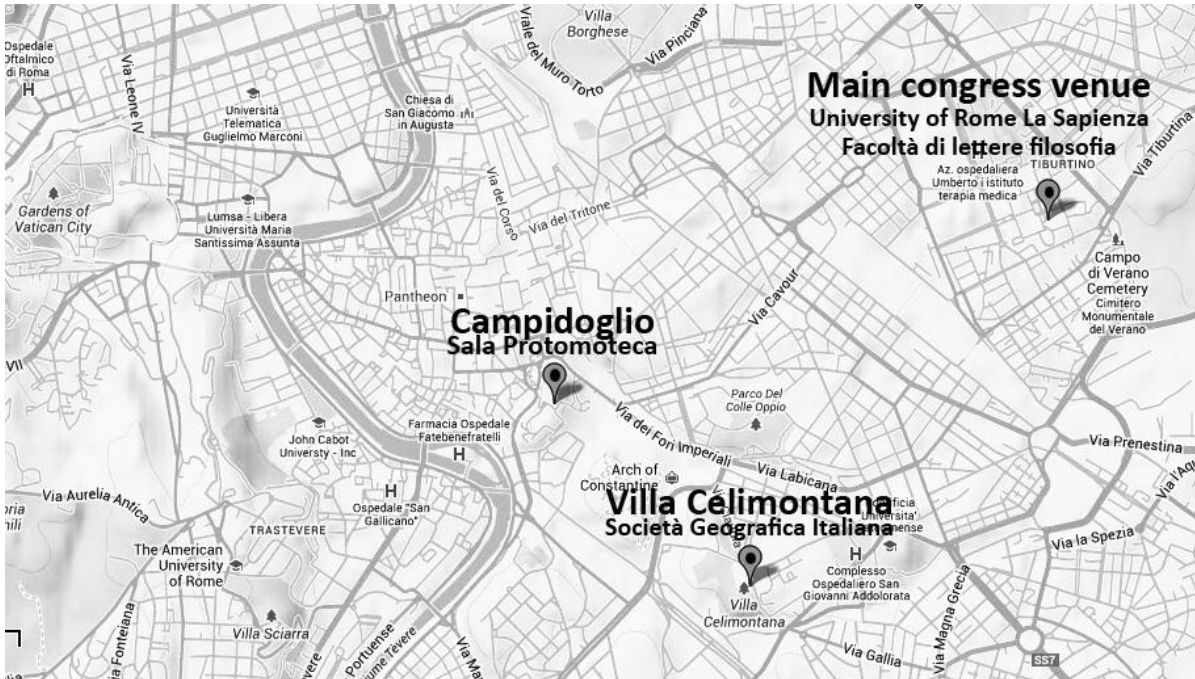 Villa
Borghese
Via Pinciana
Viale del Muro Torto
Ospedale
Oftalmico
di Roma
H
Via Leone IV
Università
Telematica
Guglielmo Marconi
Chiesa di
San Giacomo
in Augusta
Main congress venue
University of Rome La Sapienza
Facoltà di lettere filosofia
H
TIBURTINO
Az. ospedaliera
Umberto i istituto
terapia medica
Via Tiburtina
Gardens of
Vatican City
Lumsa - Libera
Università Maria
Santissima Assunta
Via del Corso
Via del Tritone
Campo
di Verano
Cemetery
Cimitero
Monumentale
del Verano
Pantheon
Via Cavour
Campidoglio
Sala Protomoteca
VII
Parco Del
Colle Oppio
John Cabot
Universty - Inc
Farmacia Ospedale
Fatebenefratelli
H
Via dei Fori Imperiali
Via Labicana
Via Prenestina
Arch of
Constantine
Via Aurelia Antica
H
Ospedale "San
Gallicano"
Villa Celimontana
Società Geografica Italiana
TRASTEVERE
Via la Spezia
The American
University
of Rome
H
Complesso
Ospedaliero San
Giovanni Addolorata
Villa
Celimontana
Via Magna Grecia
Via Fonteiana
Villa Sciarra
Portuense
Via Gallia
SS7